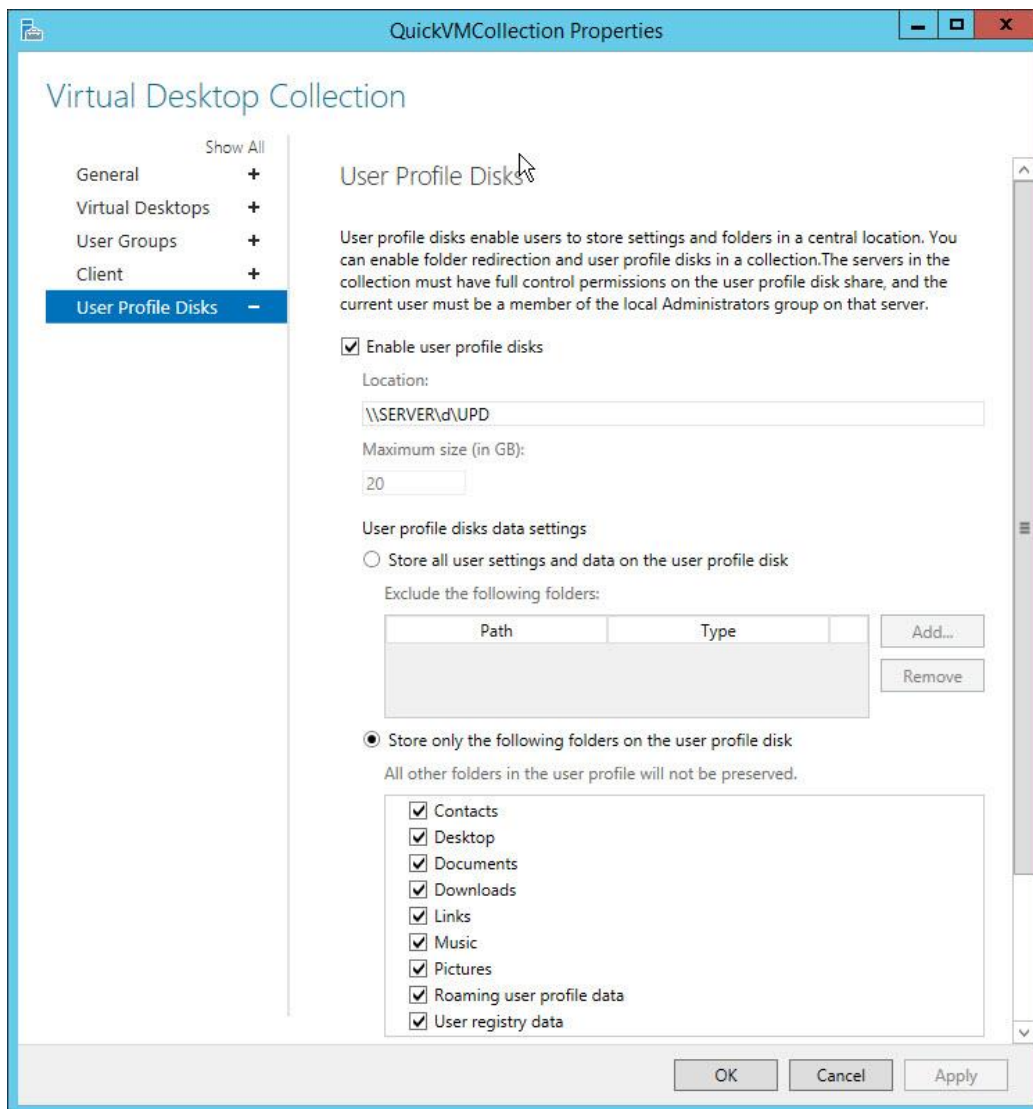 QuickVMCollection Properties
Virtual Desktop Collection
Show All
General +
Virtual Desktops +
User Groups +
Client +
User Profile Disks –
User Profile Disks
User profile disks enable users to store settings and folders in a central location. You
can enable folder redirection and user profile disks in a collection.The servers in the
collection must have full control permissions on the user profile disk share, and the
current user must be a member of the local Administrators group on that server.
Enable user profile disks
Location:
\\SERVER\d\UPD
Maximum size (in GB):
20
User profile disks data settings
Store all user settings and data on the user profile disk
Exclude the following folders:
Path Type
Add...
Remove
Store only the following folders on the user profile disk
All other folders in the user profile will not be preserved.
Contacts
Desktop
Documents
Downloads
Links
Music
Pictures
Roaming user profile data
User registry data
OK Cancel Apply